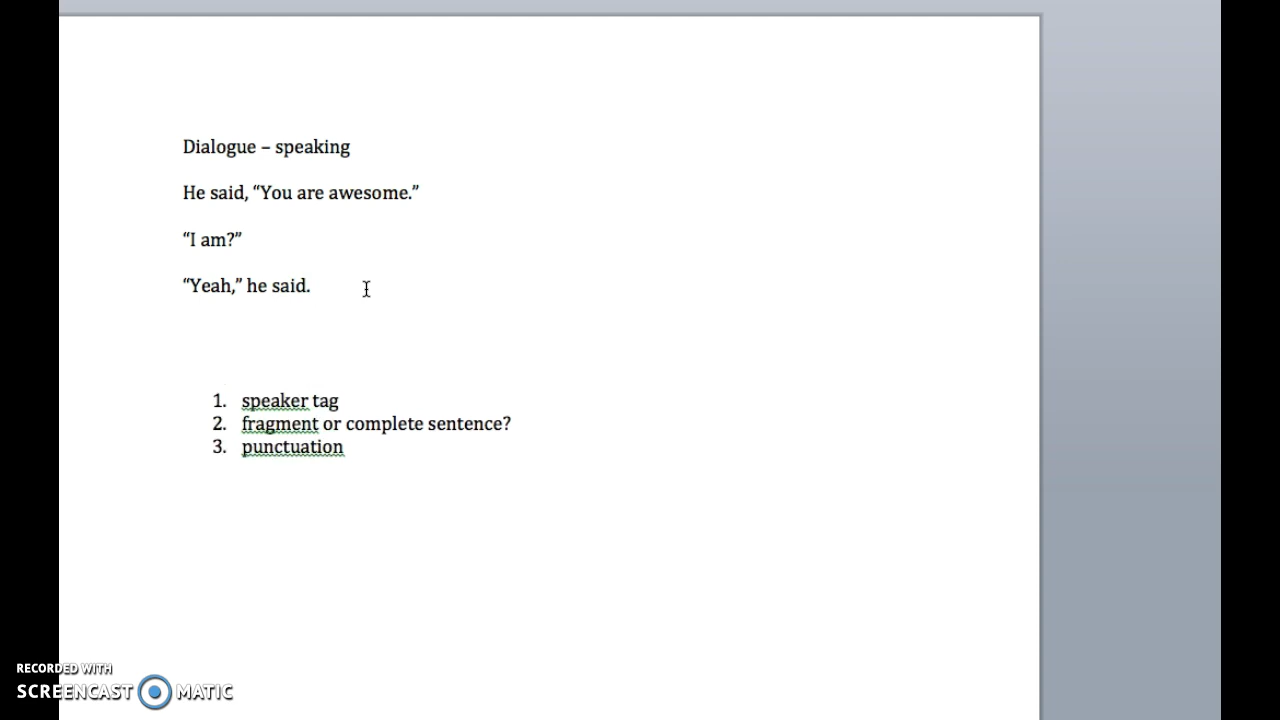 Dialogue – speaking
He said, “You are awesome.”
“I am?”
“Yeah,” he said.
1. speaker tag
2. fragment or complete sentence?
3. punctuation
RECORDED WITH
SCREENCAST MATIC